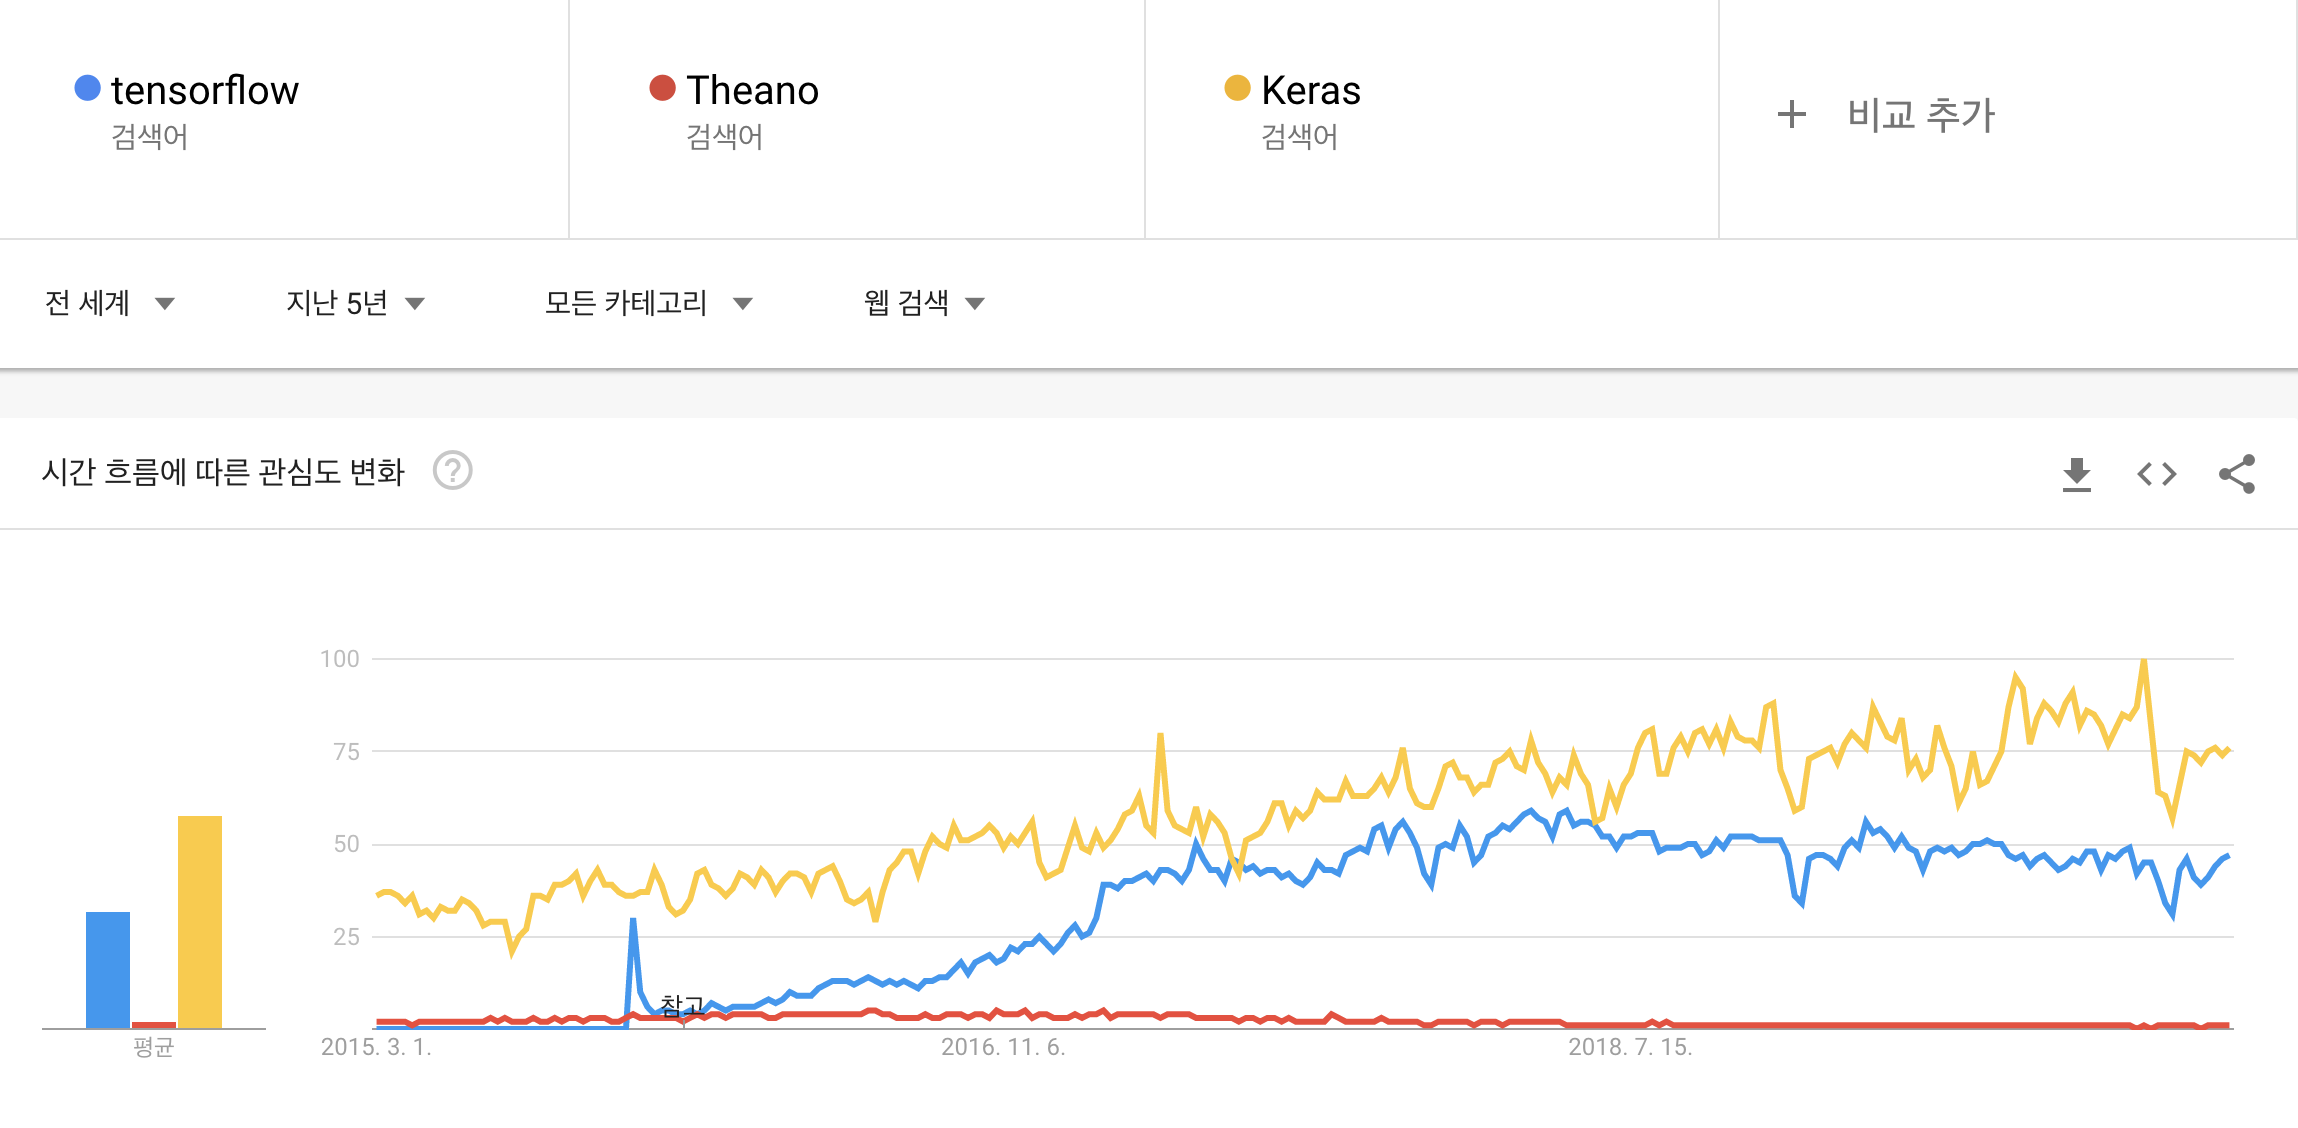 tensorflow
검색어
Theano
검색어
Keras
검색어
+ 비교 추가
전 세계
지난 5년
모든 카테고리
웹 검색
시간 흐름에 따른 관심도 변화 ?
100
75
50
25
참고
평균
2015. 3. 1.
2016. 11. 6.
2018. 7. 15.